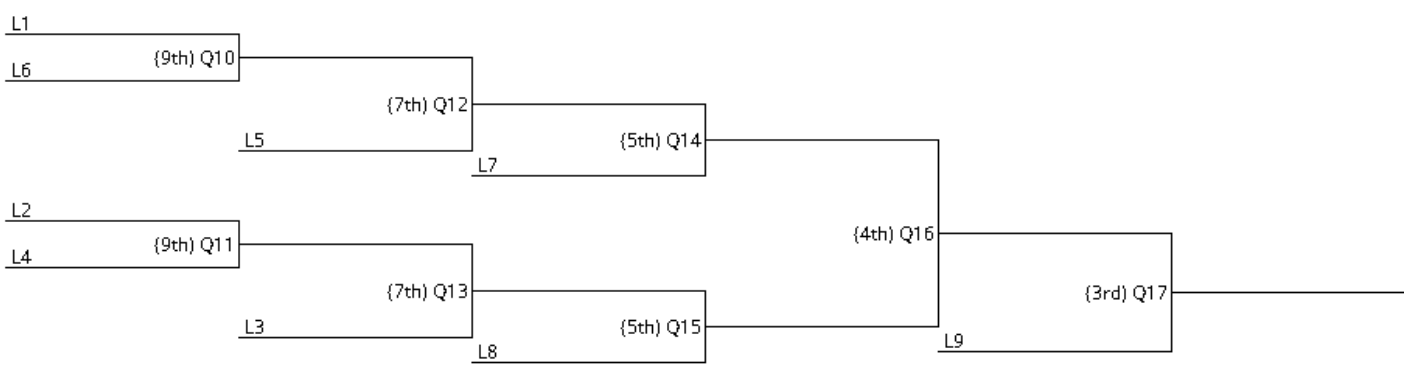 L1
{9th) Q10
L6
{7th) Q12
L5
{5th) Q14
L7
L2
{9th) Q11
L4
{4th) Q16
{7th) Q13
L3
{5th) Q15
L8
{3rd) Q17
L9